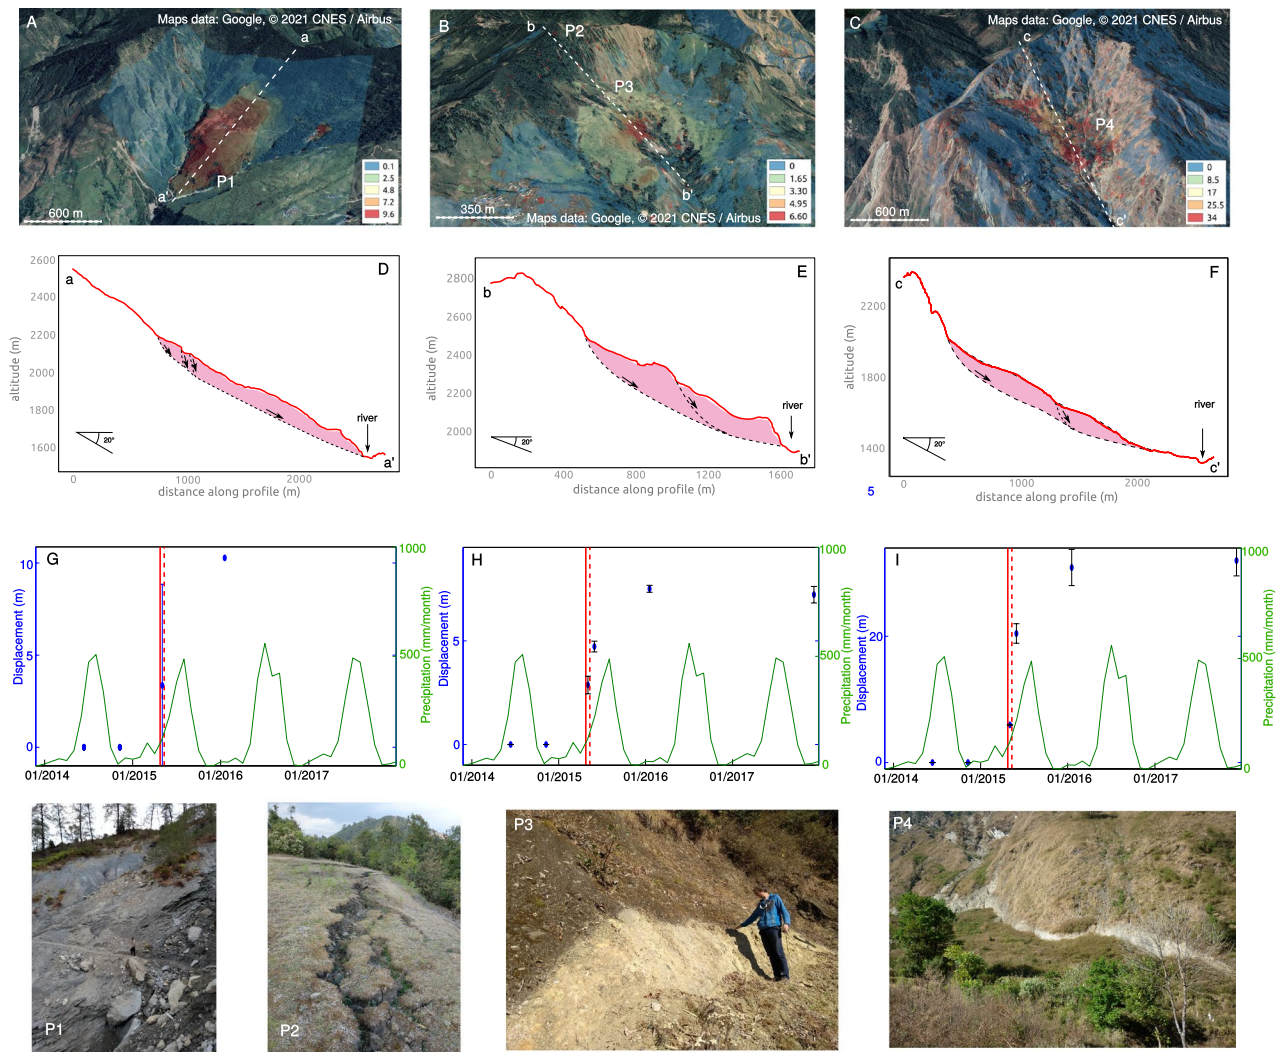 A
Maps data: Google, © 2021 CNES / Airbus
a
P1
a'
600 m
0.1
2.5
4.8
7.2
9.6
B
Maps data: Google, © 2021 CNES / Airbus
b
P2
P3
b'
350 m
Maps data: Google, © 2021 CNES / Airbus
0
1.65
3.30
4.95
6.60
C
Maps data: Google, © 2021 CNES / Airbus
c
P4
c'
600 m
0
8.5
17
25.5
34
D
a
2600
2400
2200
2000
1800
1600
altitude (m)
20°
river
a'
0
1000
2000
distance along profile (m)
E
b
2800
2600
2400
2200
2000
altitude (m)
20°
river
b'
0
400
800
1200
1600
distance along profile (m)
F
c
2200
1800
1400
altitude (m)
20°
river
c'
0
1000
2000
distance along profile (m)
5
G
10
5
0
Displacement (m)
1000
500
0
Precipitation (mm/month)
01/2014
01/2015
01/2016
01/2017
H
5
0
Displacement (m)
1000
500
0
Precipitation (mm/month)
01/2014
01/2015
01/2016
01/2017
I
20
0
Displacement (m)
1000
500
0
Precipitation (mm/month)
01/2014
01/2015
01/2016
01/2017
P1
P2
P3
P4